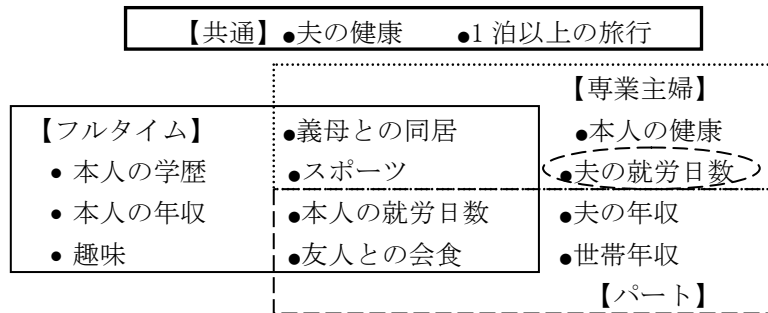 【共通】●夫の健康 ●1 泊以上の旅行
【専業主婦】
【フルタイム】 ●義母との同居 ●本人の健康
● 本人の学歴 ●スポーツ ●夫の就労日数
● 本人の年収 ●本人の就労日数 ●夫の年収
● 趣味 ●友人との会食 ●世帯年収
【パート】